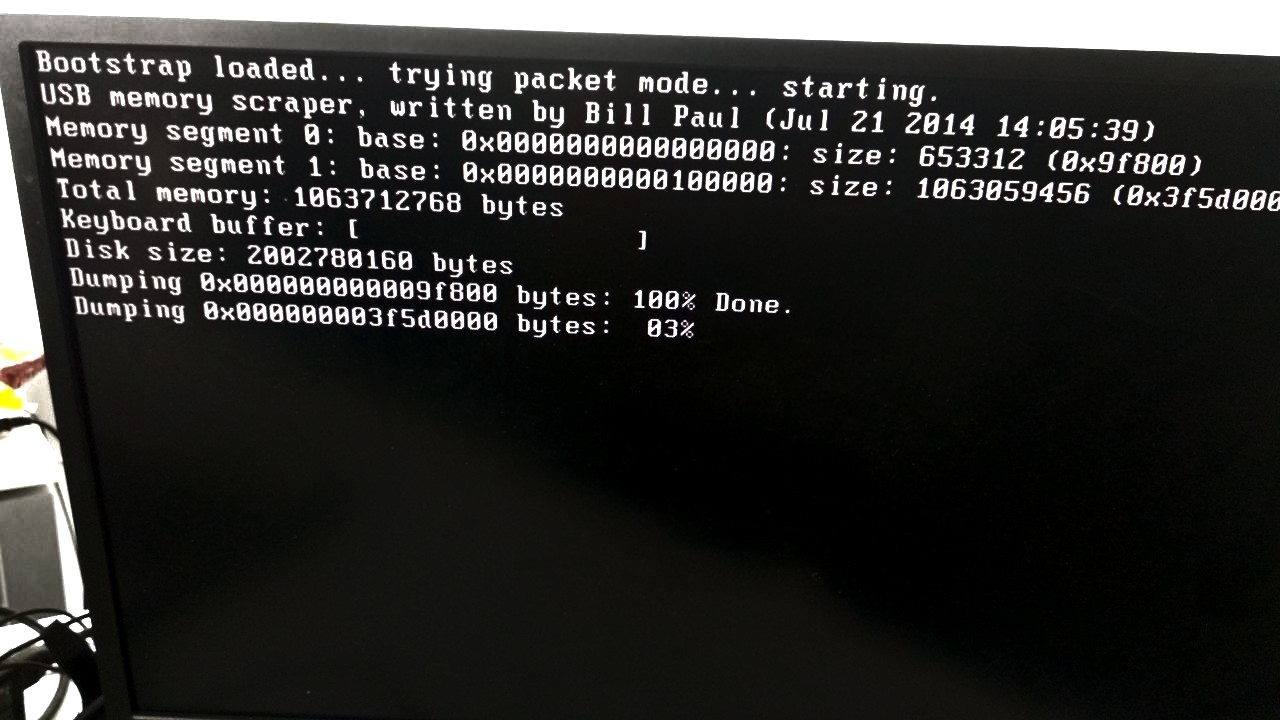 Bootstrap loaded... trying packet mode... starting.
USB memory scraper, written by Bill Paul (Jul 21 2014 14:05:39)
Memory segment 0: base: 0x0000000000000000: size: 653312 (0x9f800)
Memory segment 1: base: 0x0000000000100000: size: 1063059456 (0x3f5d000
Total memory: 1063712768 bytes
Keyboard buffer: [                ]
Disk size: 2002780160 bytes
Dumping 0x000000000009f800 bytes: 100% Done.
Dumping 0x000000003f5d0000 bytes:  03%